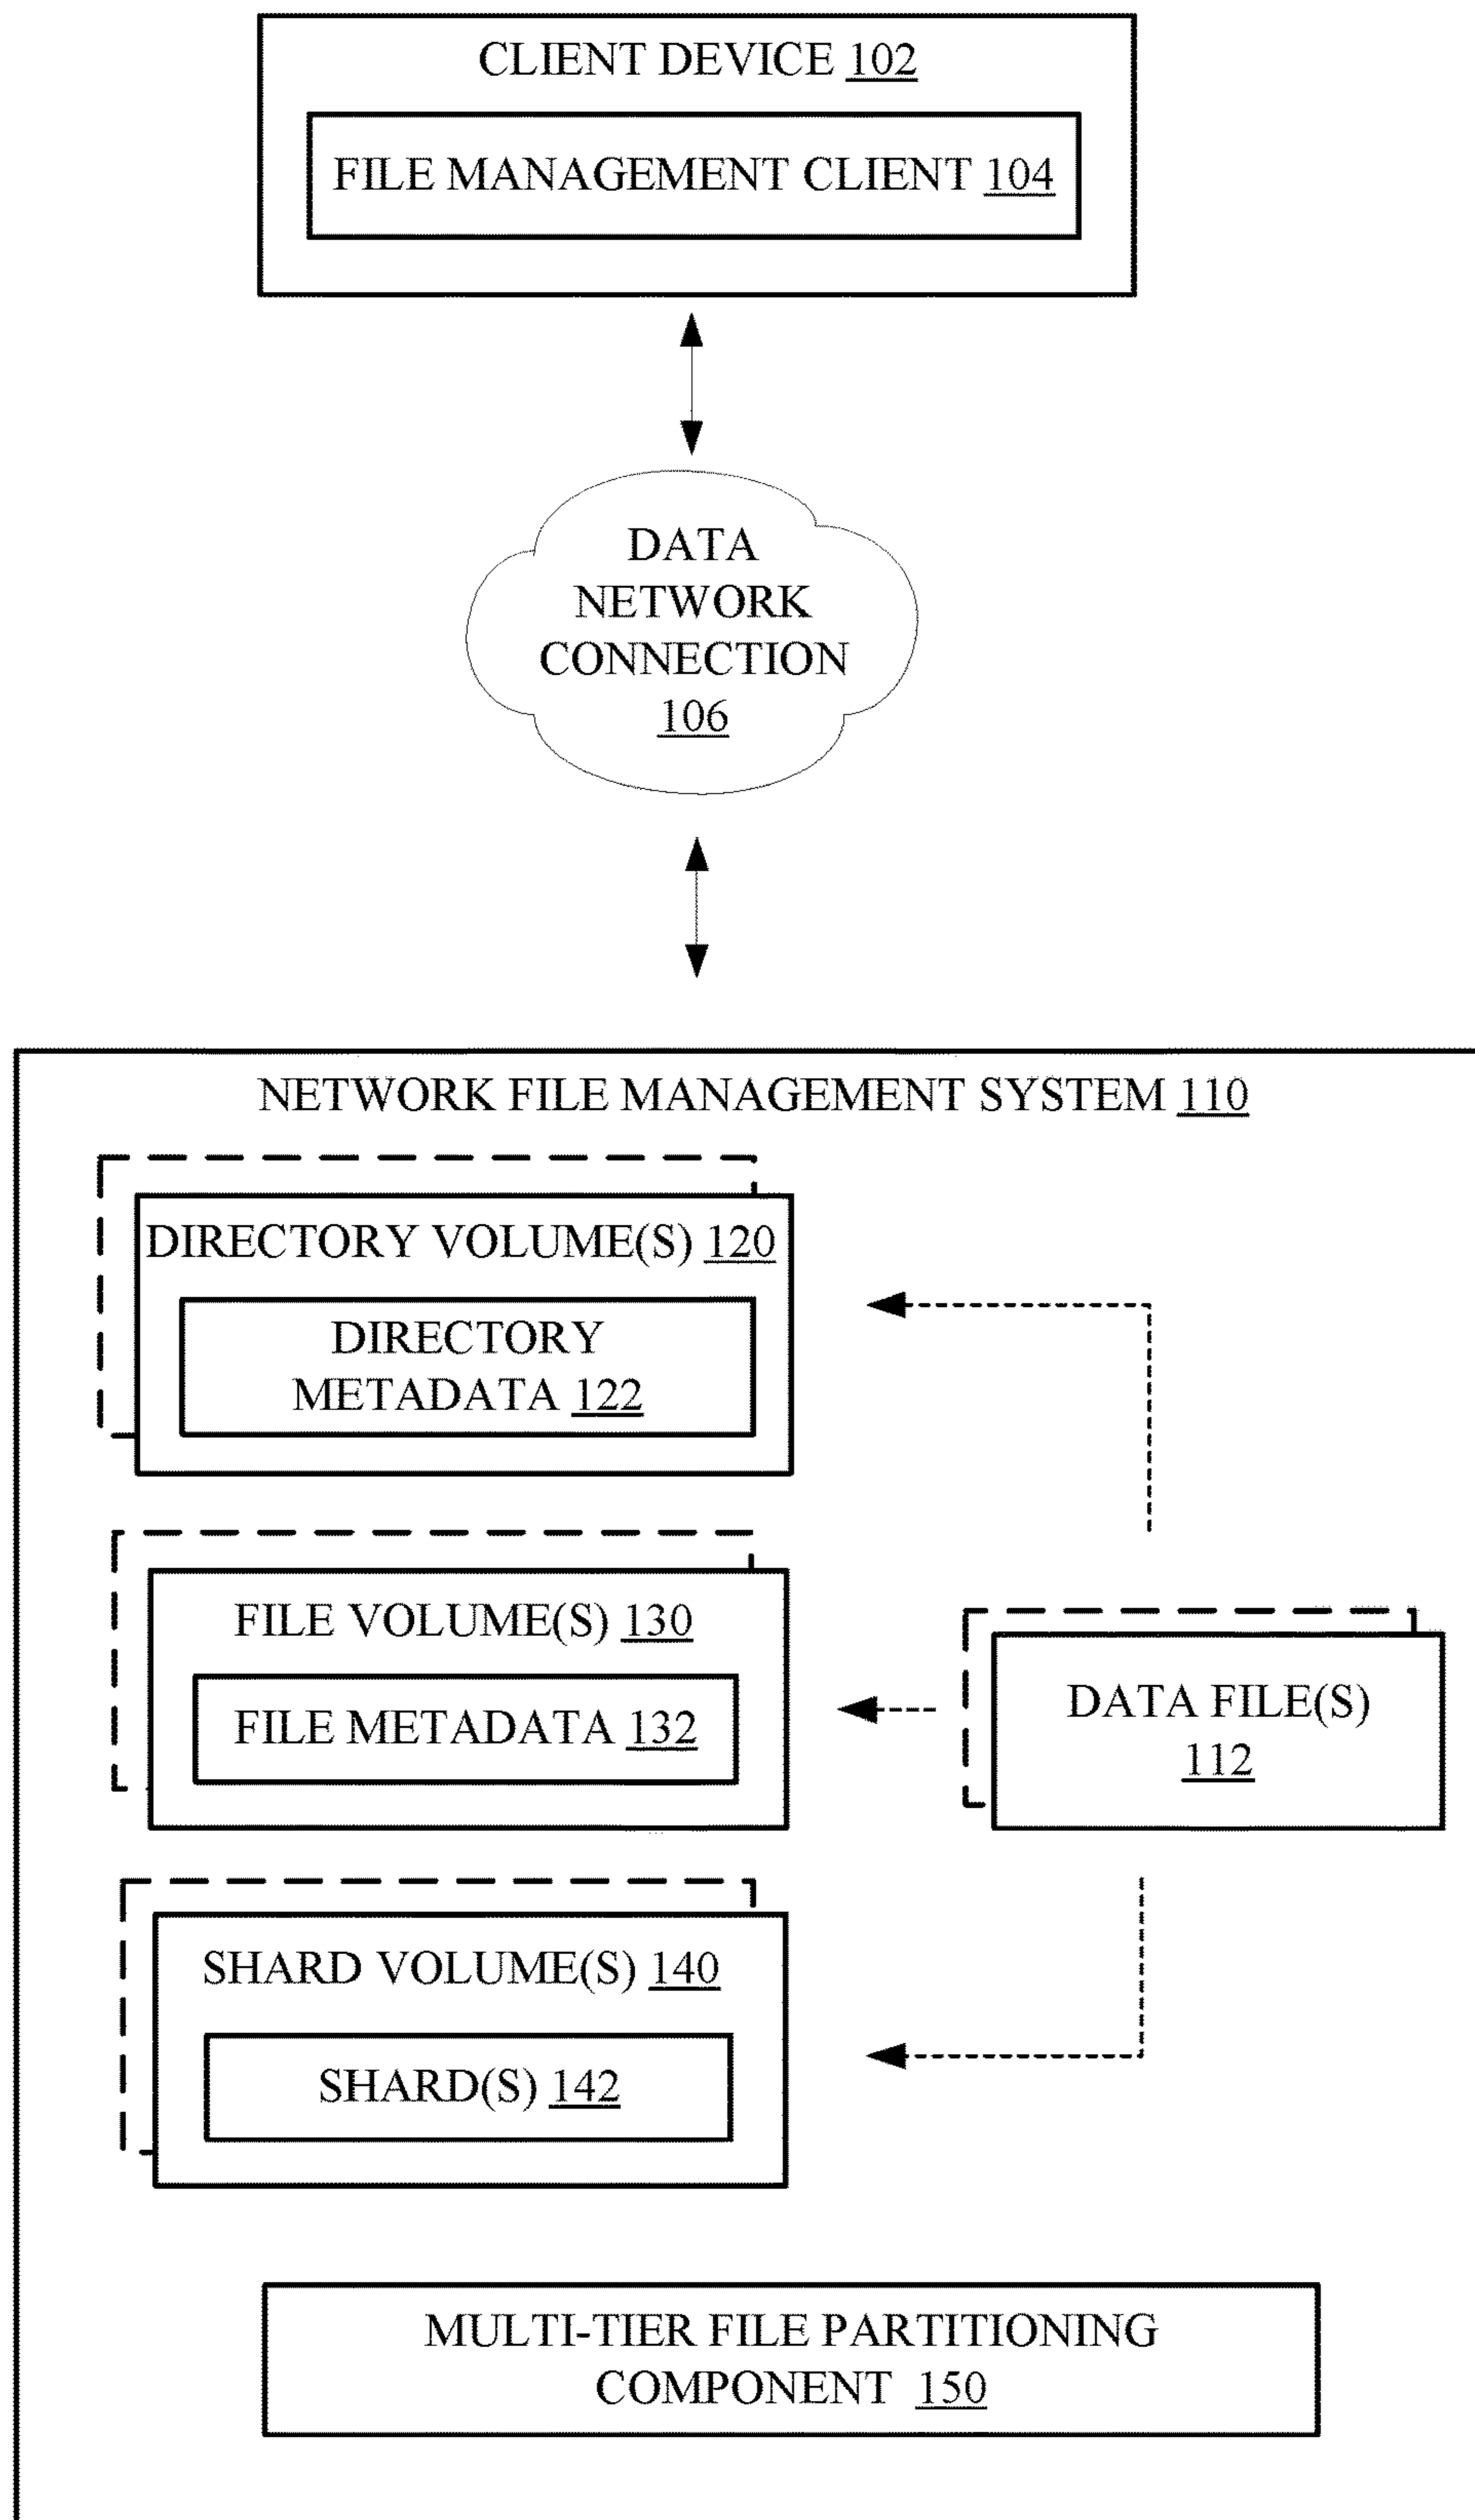 CLIENT DEVICE 102
FILE MANAGEMENT CLIENT 104
DATA
NETWORK
CONNECTION
106
NETWORK FILE MANAGEMENT SYSTEM 110
DIRECTORY VOLUME(S) 120
DIRECTORY
METADATA 122
FILE VOLUME(S) 130
FILE METADATA 132
DATA FILE(S)
112
SHARD VOLUME(S) 140
SHARD(S) 142
MULTI-TIER FILE PARTITIONING
COMPONENT 150